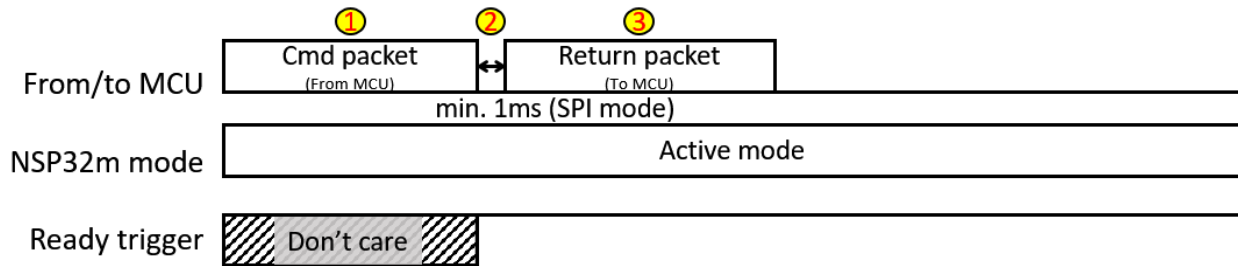 1 2 3
Cmd packet Return packet
From/to MCU (From MCU) (To MCU)
min. 1ms (SPI mode)
NSP32m mode Active mode
Ready trigger Don’t care